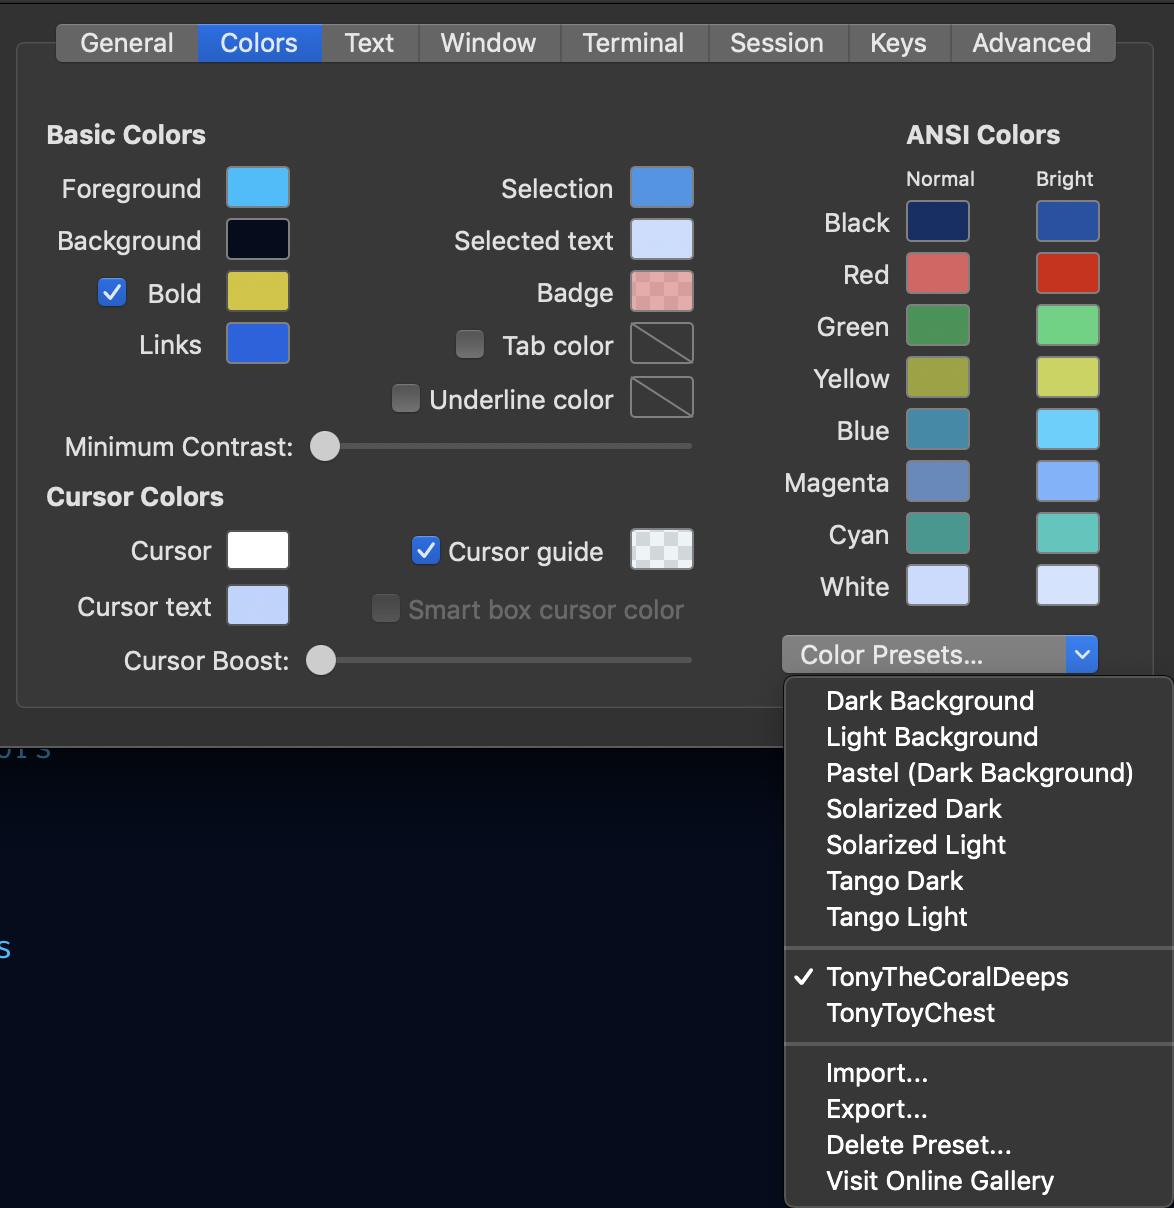 General Colors Text Window Terminal Session Keys Advanced
Basic Colors
Foreground
Background
Bold
Links
Selection
Selected text
Badge
Tab color
Underline color
Minimum Contrast:
Cursor Colors
Cursor
Cursor text
Cursor guide
Smart box cursor color
Cursor Boost:
ANSI Colors
Normal Bright
Black
Red
Green
Yellow
Blue
Magenta
Cyan
White
Color Presets...
Dark Background
Light Background
Pastel (Dark Background)
Solarized Dark
Solarized Light
Tango Dark
Tango Light
TonyTheCoralDeeps
TonyToyChest
Import...
Export...
Delete Preset...
Visit Online Gallery
s